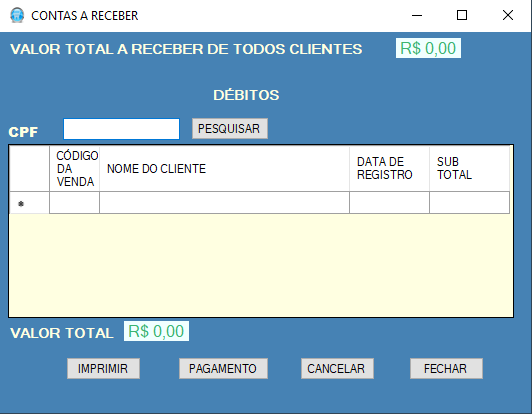 CONTAS A RECEBER
VALOR TOTAL A RECEBER DE TODOS CLIENTES R$ 0,00
DÉBITOS
CPF PESQUISAR
CÓDIGO DA VENDA NOME DO CLIENTE DATA DE REGISTRO SUB TOTAL
*
VALOR TOTAL R$ 0,00
IMPRIMIR PAGAMENTO CANCELAR FECHAR